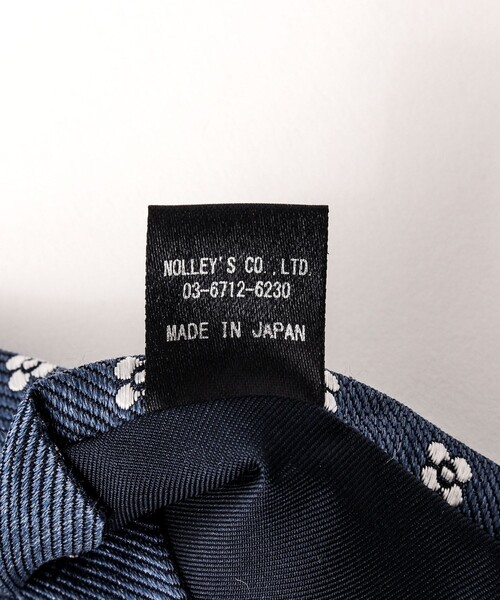 NOLLEY'S CO.,LTD.
03-6712-6230
MADE IN JAPAN